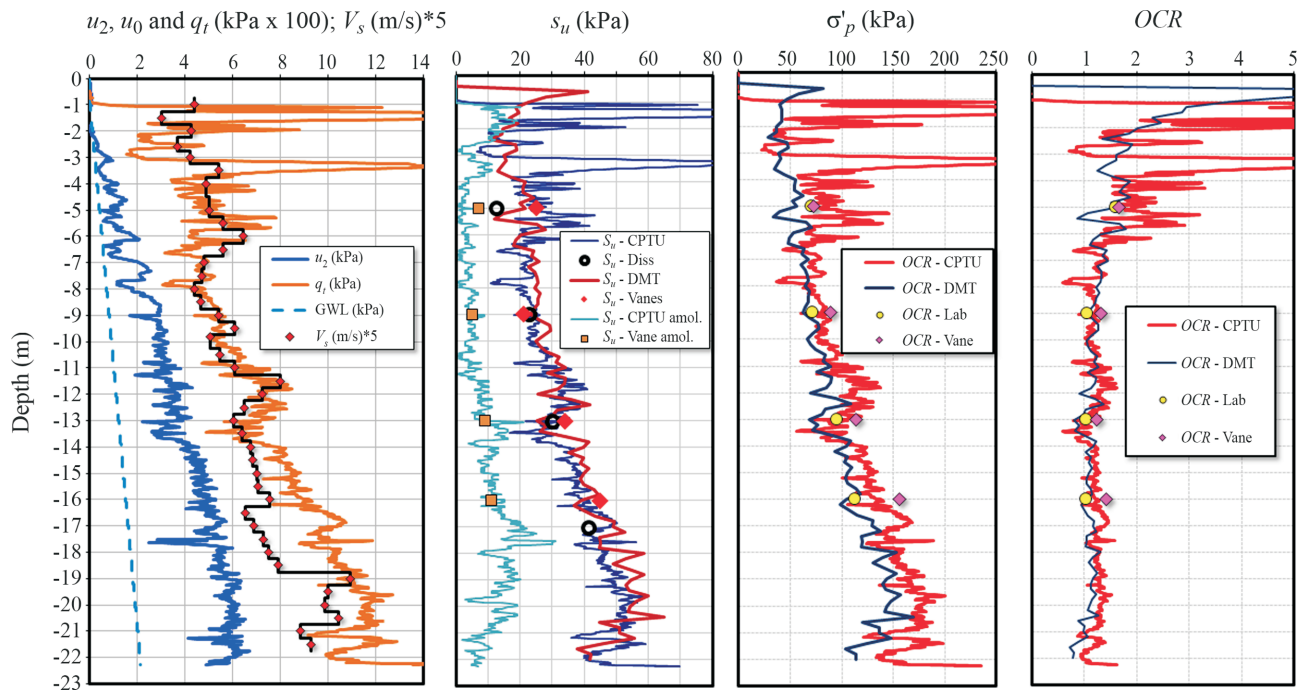 u₂, u₀ and qₜ (kPa x 100); Vₛ (m/s)*5
0 2 4 6 8 10 12 14
Depth (m)
0
-1
-2
-3
-4
-5
-6
-7
-8
-9
-10
-11
-12
-13
-14
-15
-16
-17
-18
-19
-20
-21
-22
-23
u₂ (kPa)
qₜ (kPa)
GWL (kPa)
Vₛ (m/s)*5
sᵤ (kPa)
0 20 40 60 80
Sᵤ - CPTU
Sᵤ - Diss
Sᵤ - DMT
Sᵤ - Vanes
Sᵤ - CPTU amol.
Sᵤ - Vane amol.
σ'ₚ (kPa)
0 50 100 150 200 250
OCR - CPTU
OCR - DMT
OCR - Lab
OCR - Vane
OCR
0 1 2 3 4 5
OCR - CPTU
OCR - DMT
OCR - Lab
OCR - Vane